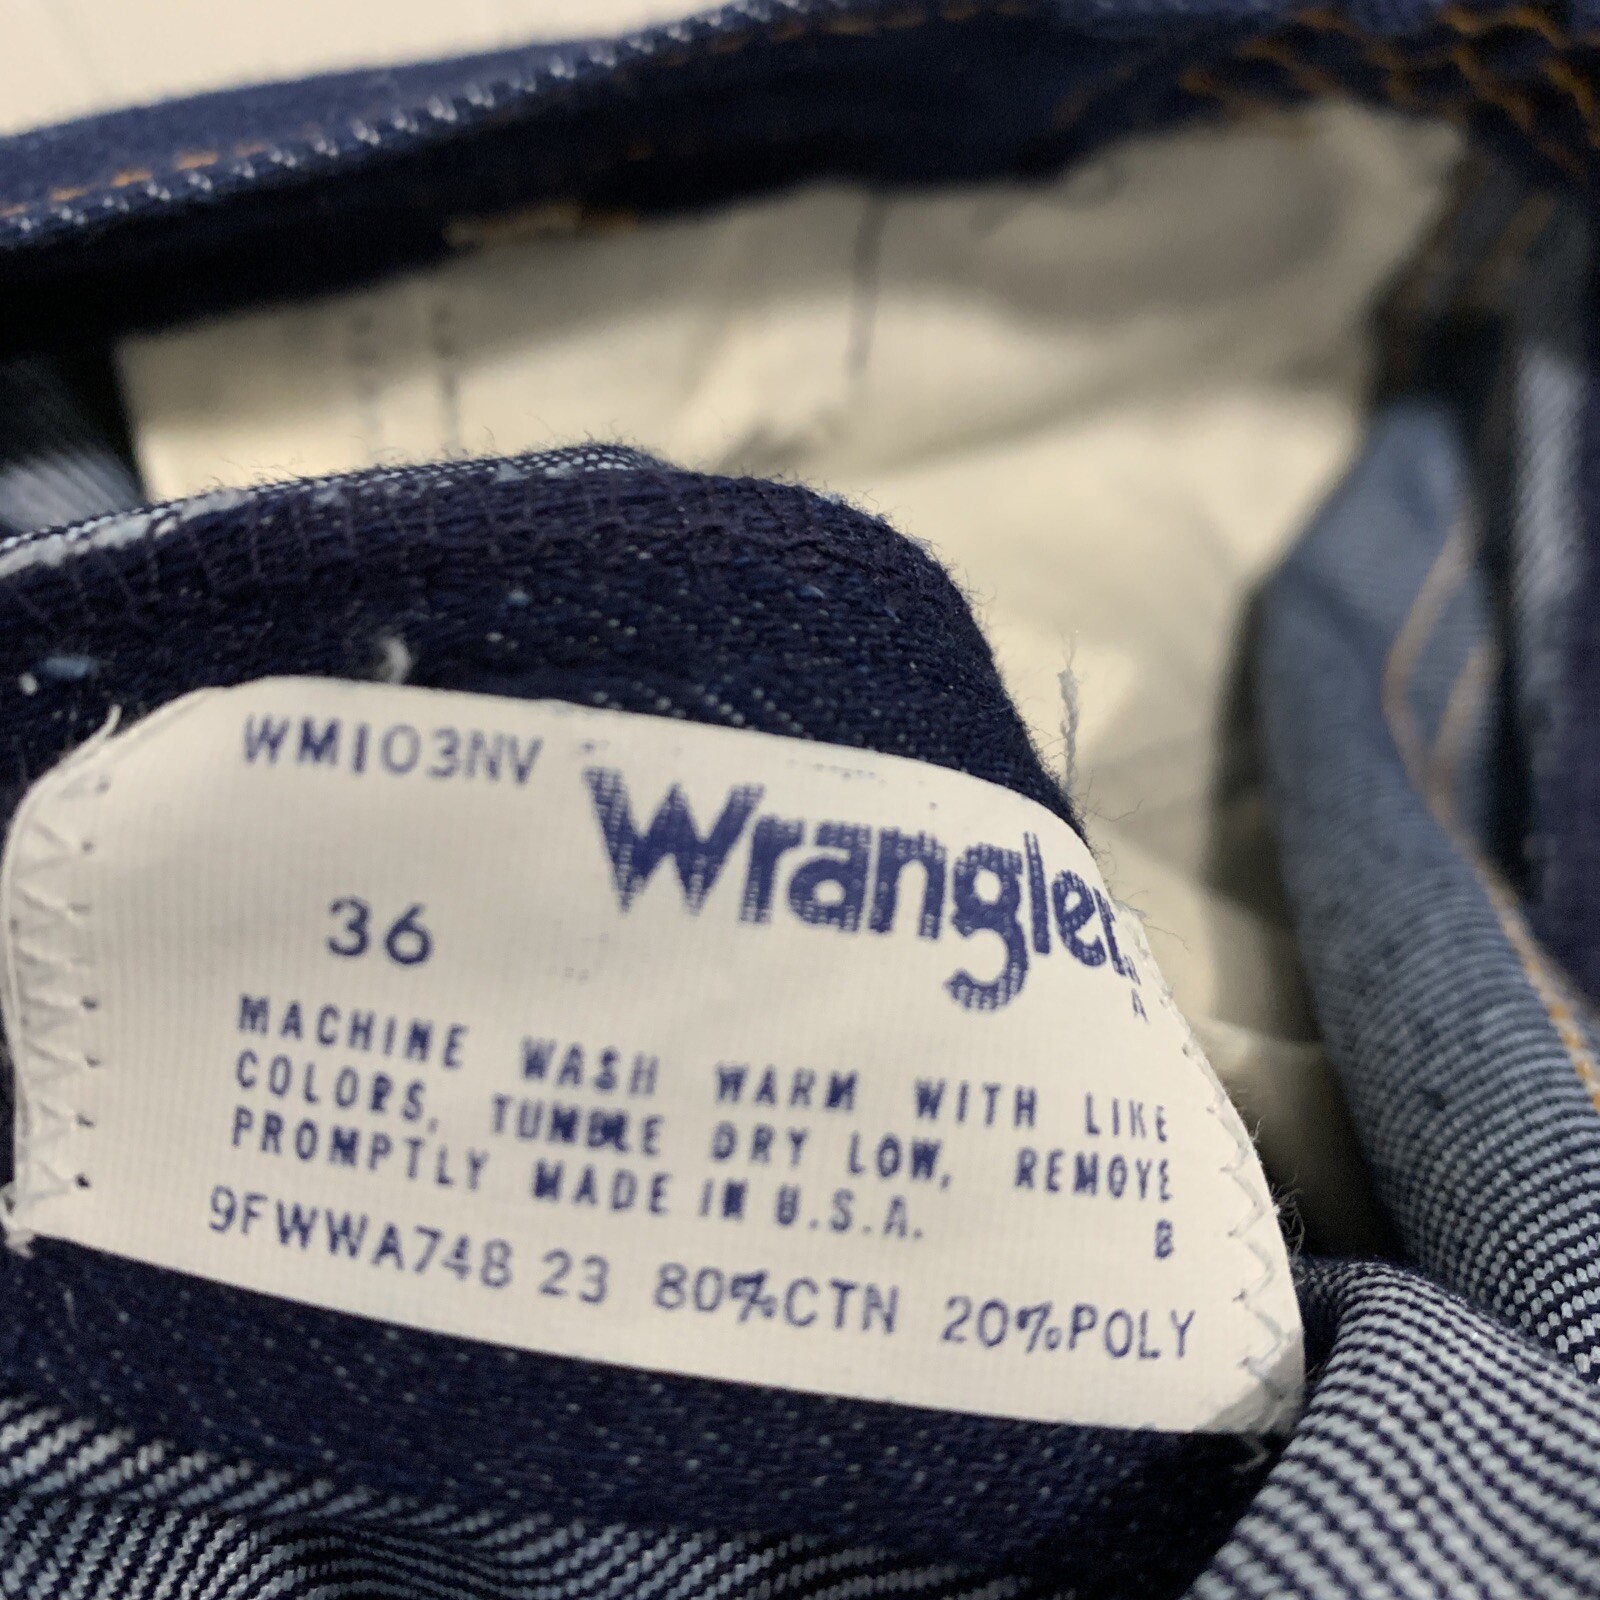 WM103NV
Wrangler
36
MACHINE WASH WARM WITH LIKE
COLORS, TUMBLE DRY LOW, REMOVE
PROMPTLY MADE IN U.S.A. B
9FWWA748 23 80%CTN 20%POLY